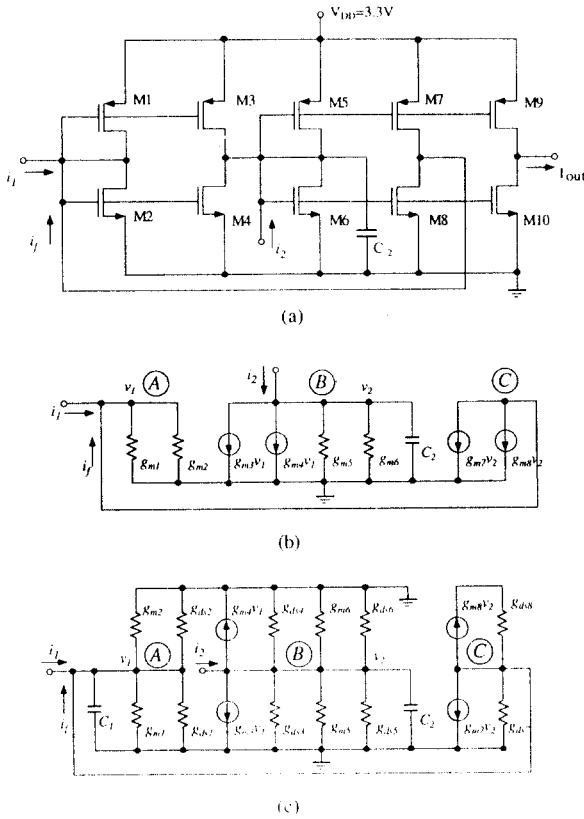 V_DD=3.3V
M1 M3 M5 M7 M9
i_1 I_out
M2 M4 M6 M8 M10
i_f i_2 C_2
(a)
i_2
v_1 A B v_2 C
i_1
i_f g_m1 g_m2 g_m3v_1 g_m4v_1 g_m5 g_m6 C_2 g_m7v_2 g_m8v_2
(b)
g_m2 g_ds2 g_m4v_1 g_ds4 g_m6 g_ds6 g_m8v_2 g_ds8
i_1 v_1 A i_2 B v_2 C
i_f C_1 g_m1 g_ds1 g_m3v_1 g_ds3 g_m5 g_ds5 C_2 g_m7v_2
(c)